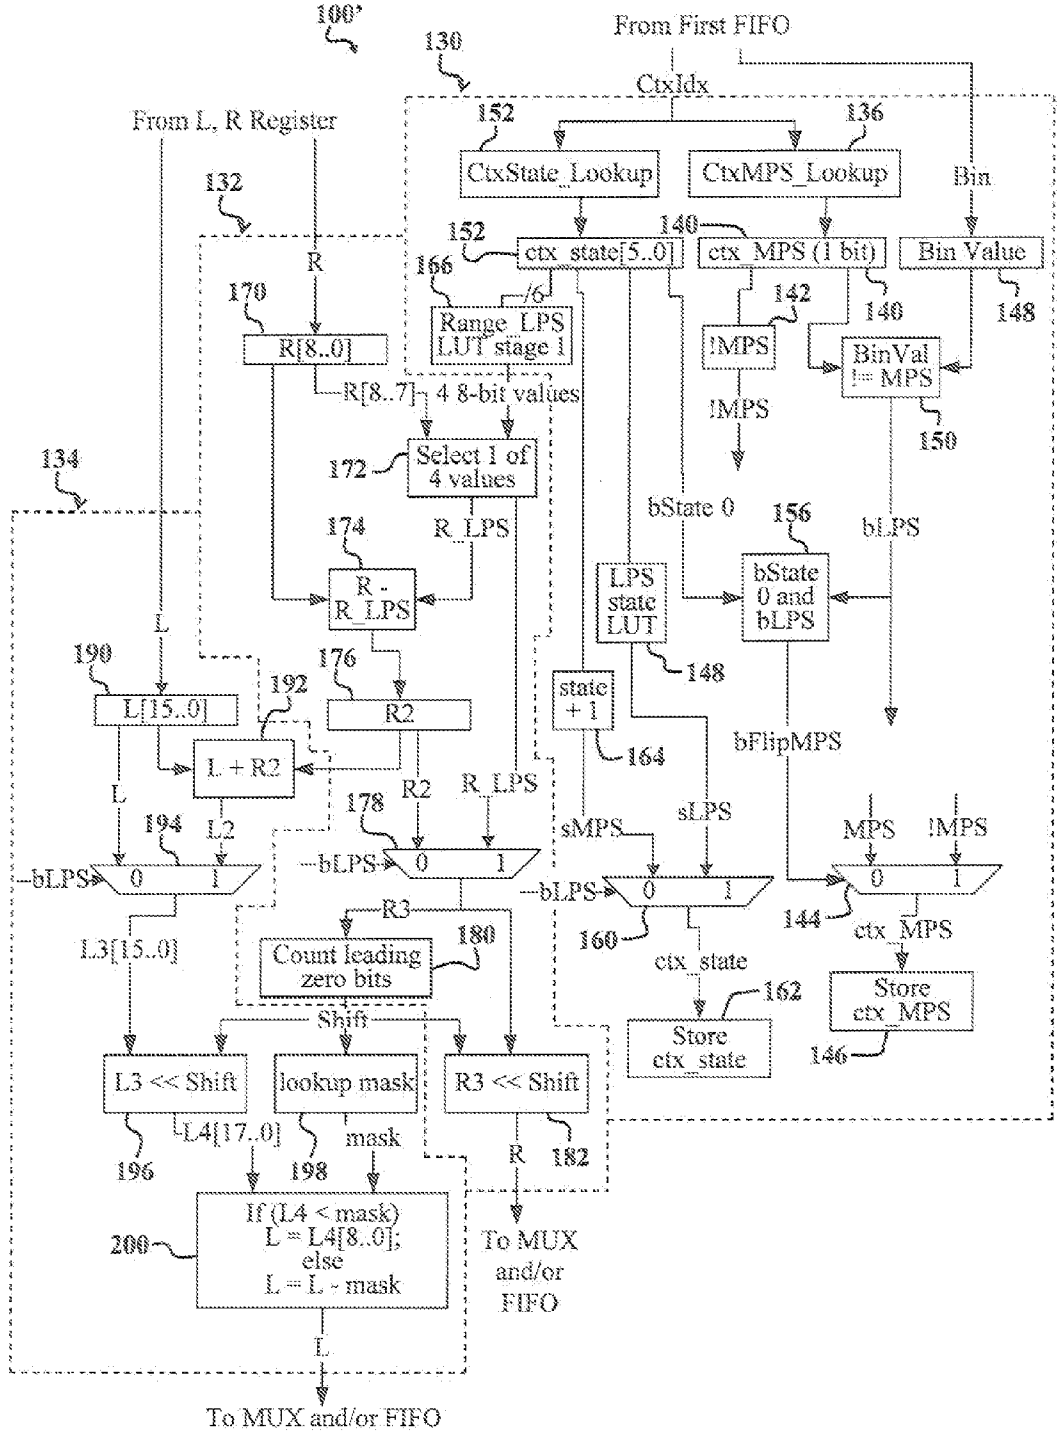 100'
From First FIFO
130
CtxIdx
From L, R Register
152
136
CtxState_Lookup
CtxMPS_Lookup
Bin
132
152
140
R
ctx_state[5..0]
ctx_MPS (1 bit)
Bin Value
166
/6
170
142
140
148
Range_LPS
LUT stage 1
!MPS
BinVal
!= MPS
R[8..0]
R[8..7]
4 8-bit values
!MPS
150
134
172
Select 1 of
4 values
174
R_LPS
bState 0
156
bLPS
R -
R_LPS
LPS
state
LUT
bState
0 and
bLPS
L
190
176
148
192
L[15..0]
R2
state
+ 1
L + R2
164
bFlipMPS
L
L2
R2
R_LPS
178
194
sMPS
sLPS
MPS
!MPS
bLPS
0 1
bLPS
0 1
bLPS
0 1
0 1
144
R3
160
ctx_MPS
L3[15..0]
180
Count leading
zero bits
ctx_state
162
Store
ctx_MPS
Shift
Store
ctx_state
146
L3 << Shift
lookup mask
R3 << Shift
L4[17..0]
mask
196
198
R
182
If (L4 < mask)
L = L4[8..0];
else
L = L - mask
200
To MUX
and/or
FIFO
L
To MUX and/or FIFO